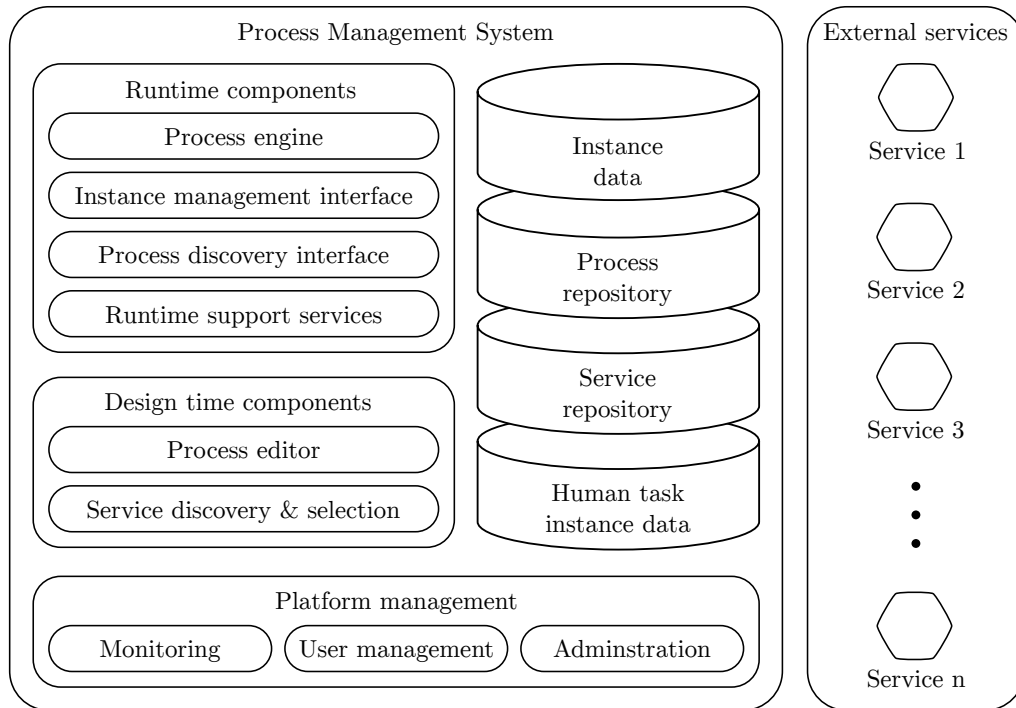 Process Management System
Runtime components
Process engine
Instance management interface
Process discovery interface
Runtime support services
Design time components
Process editor
Service discovery & selection
Instance
data
Process
repository
Service
repository
Human task
instance data
Platform management
Monitoring
User management
Adminstration
External services
Service 1
Service 2
Service 3
Service n